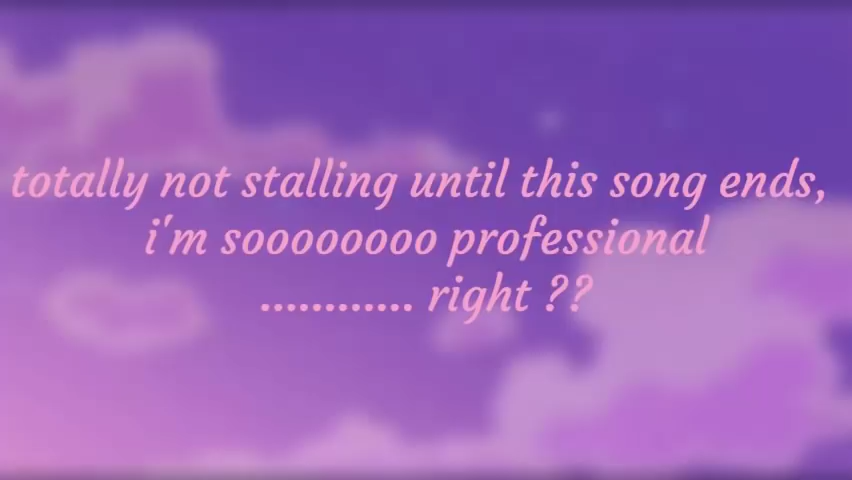 totally not stalling until this song ends,
i'm soooooooo professional
............ right ??